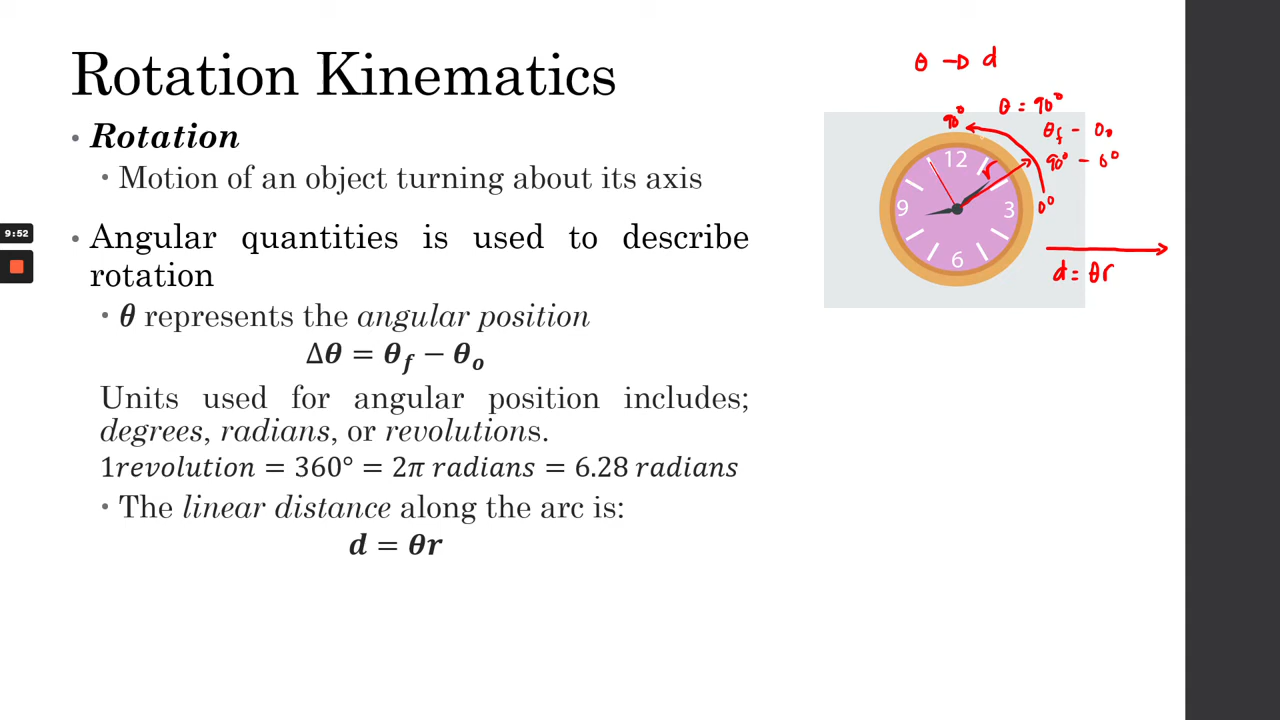 Rotation Kinematics
• Rotation
• Motion of an object turning about its axis
9:52
• Angular quantities is used to describe
rotation
• θ represents the angular position
Δθ = θf − θo
Units used for angular position includes;
degrees, radians, or revolutions.
1revolution = 360° = 2π radians = 6.28 radians
• The linear distance along the arc is:
d = θr
θ → d
90°
θ = 90°
θf - θo
90° - 0°
12
r
9
3
0°
6
d = θr